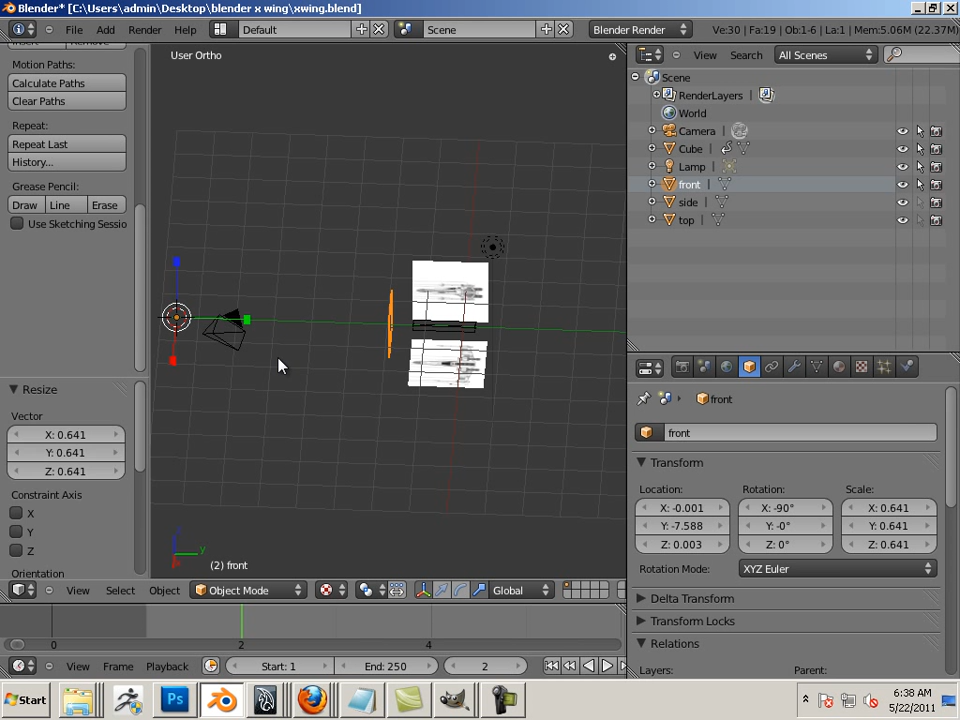 Blender* [C:\Users\admin\Desktop\blender x wing\xwing.blend]
File Add Render Help Default Scene Blender Render Ve:30 | Fa:19 | Ob:1-6 | La:1 | Mem:5.06M (22.37M)
Motion Paths:
Calculate Paths
Clear Paths
Repeat:
Repeat Last
History...
Grease Pencil:
Draw Line Erase
Use Sketching Sessio
Resize
Vector
X: 0.641
Y: 0.641
Z: 0.641
Constraint Axis
X
Y
Z
Orientation
User Ortho
z
y
x
(2) front
View Select Object Object Mode Global
0 2 4
View Frame Playback Start: 1 End: 250 2
View Search All Scenes
Scene
RenderLayers |
World
Camera |
Cube |
Lamp |
front |
side |
top |
front
front
Transform
Location: Rotation: Scale:
X: -0.001 X: -90° X: 0.641
Y: -7.588 Y: -0° Y: 0.641
Z: 0.003 Z: 0° Z: 0.641
Rotation Mode: XYZ Euler
Delta Transform
Transform Locks
Relations
Layers: Parent:
Start Ps 6:38 AM
5/22/2011